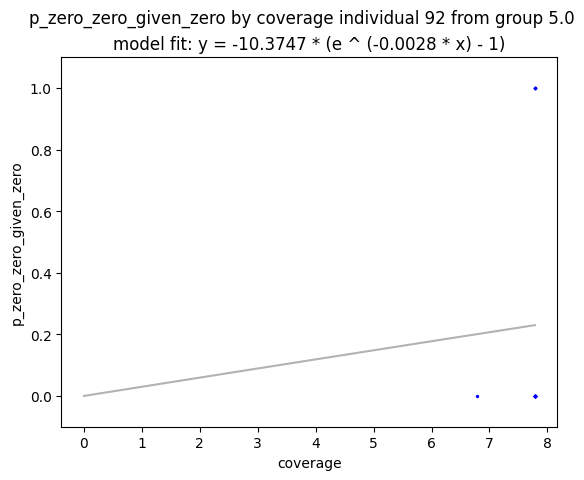 p_zero_zero_given_zero by coverage individual 92 from group 5.0
model fit: y = -10.3747 * (e ^ (-0.0028 * x) - 1)
1.0
0.8
0.6
0.4
0.2
0.0
p_zero_zero_given_zero
0 1 2 3 4 5 6 7 8
coverage